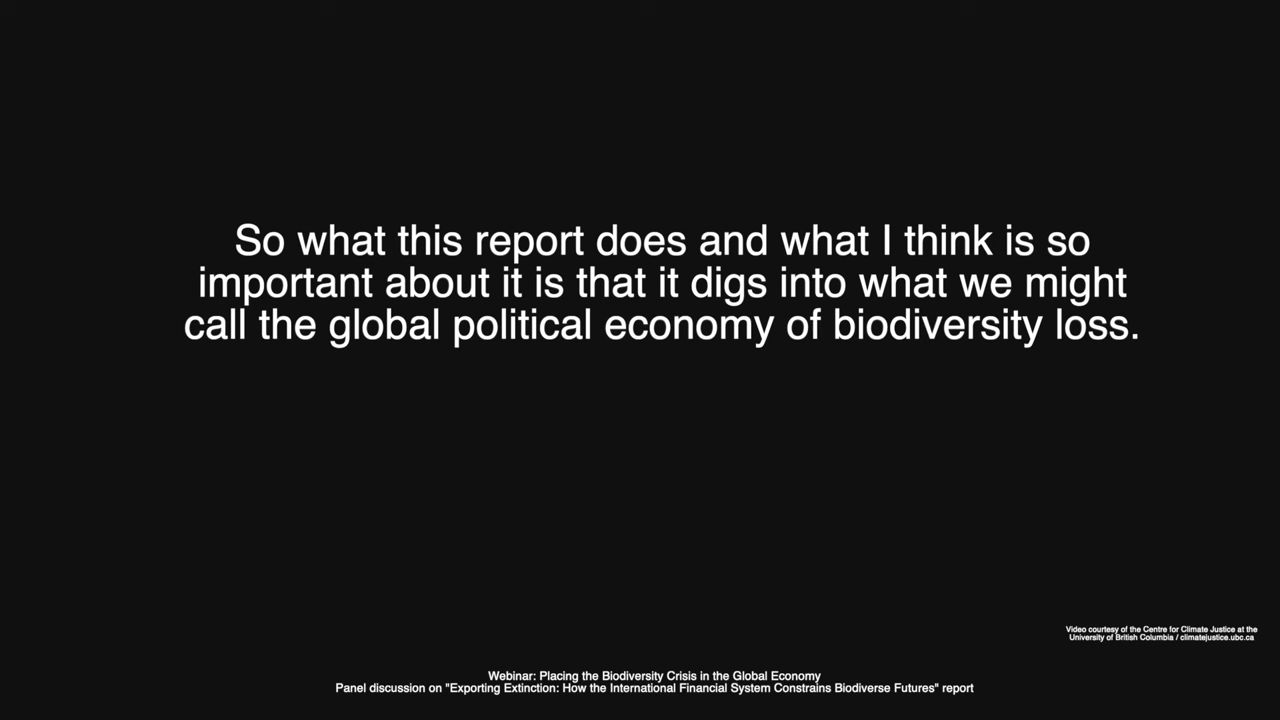 So what this report does and what I think is so
important about it is that it digs into what we might
call the global political economy of biodiversity loss.
Video courtesy of the Centre for Climate Justice at the
University of British Columbia / climatejustice.ubc.ca
Webinar: Placing the Biodiversity Crisis in the Global Economy
Panel discussion on "Exporting Extinction: How the International Financial System Constrains Biodiverse Futures" report